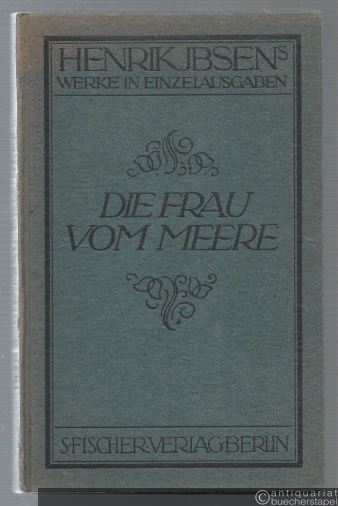 HENRIK IBSENS
WERKE IN EINZELAUSGABEN
DIE FRAU
VOM MEERE
S. FISCHER · VERLAG · BERLIN
© antiquariat
buecherstapel